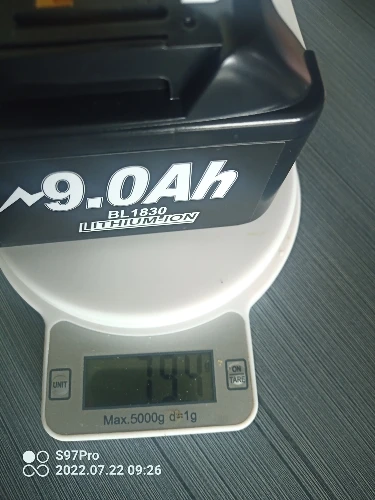 9.0Ah
BL1830
LITHIUM-ION
794
UNIT
ON
TARE
Max.5000g d=1g
S97Pro
2022.07.22 09:26